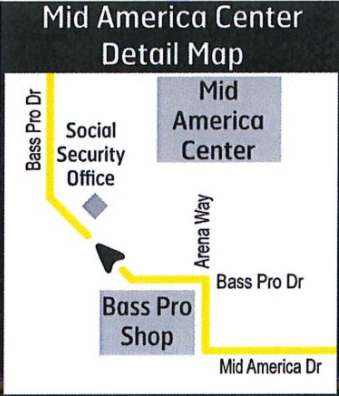 Mid America Center
Detail Map
Bass Pro Dr
Social
Security
Office
Mid
America
Center
Arena Way
Bass Pro Dr
Bass Pro
Shop
Mid America Dr